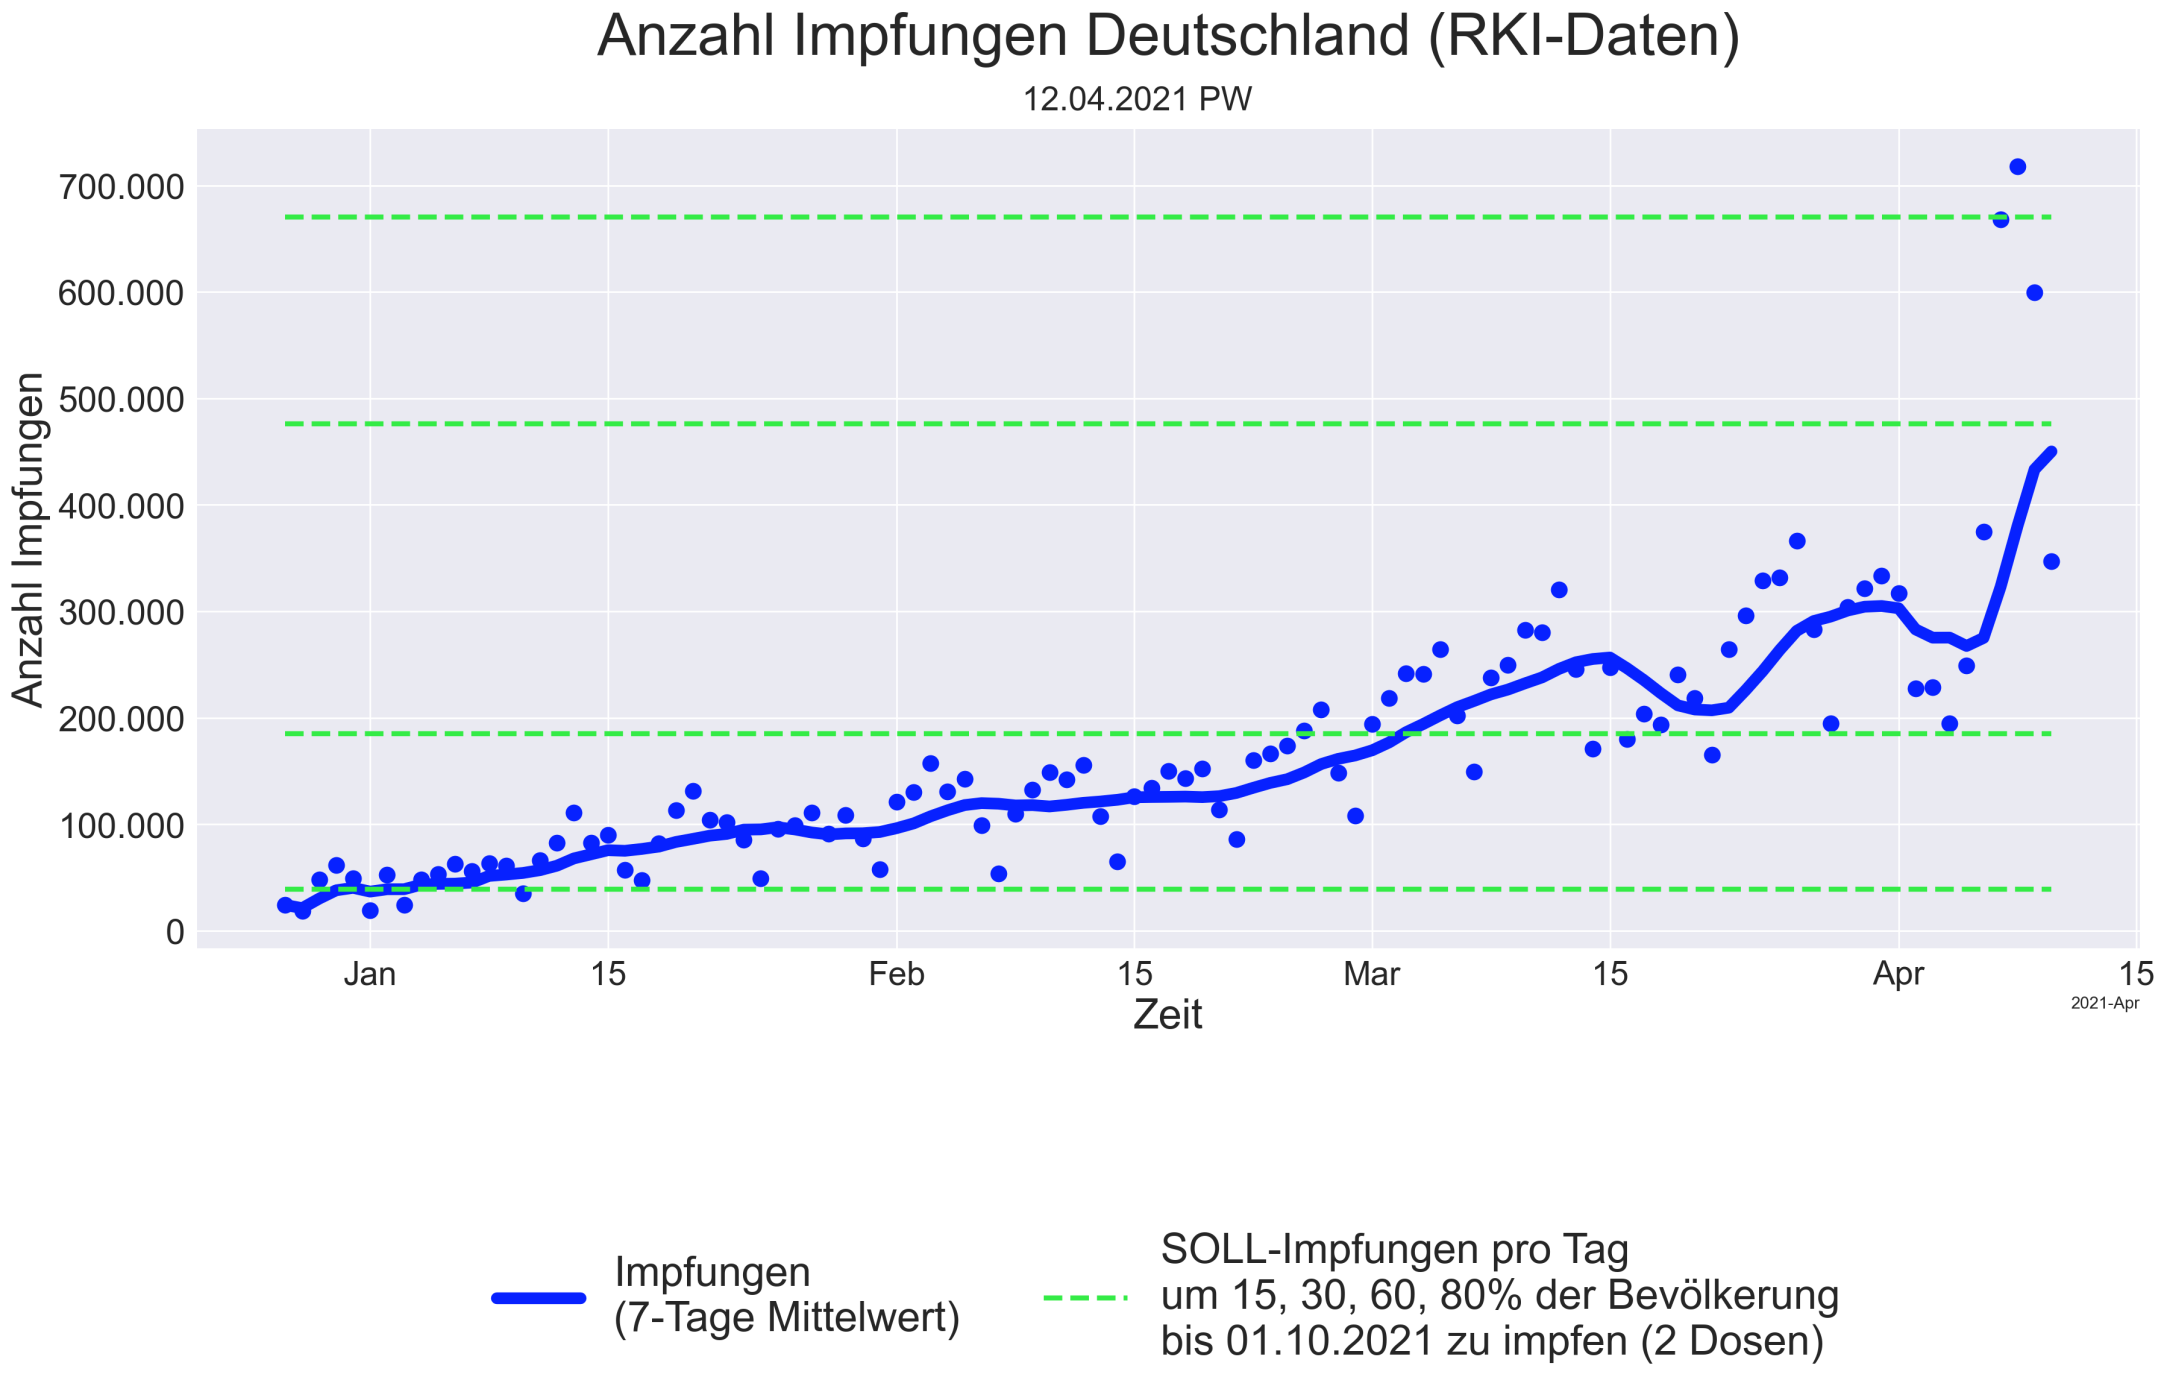 Anzahl Impfungen Deutschland (RKI-Daten)
12.04.2021 PW
Anzahl Impfungen
700.000
600.000
500.000
400.000
300.000
200.000
100.000
0
Jan 15 Feb 15 Mar 15 Apr 15
2021-Apr
Zeit
Impfungen
(7-Tage Mittelwert)
SOLL-Impfungen pro Tag
um 15, 30, 60, 80% der Bevölkerung
bis 01.10.2021 zu impfen (2 Dosen)